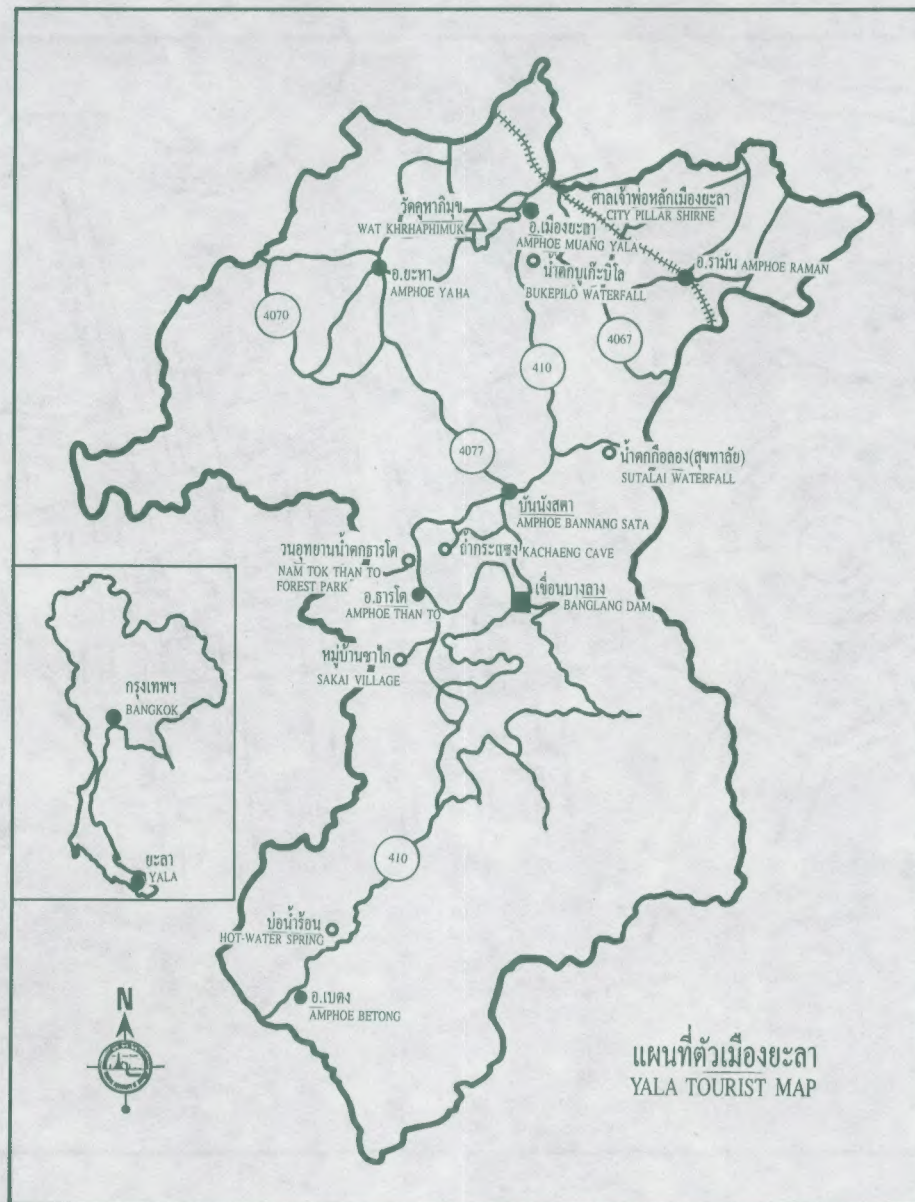 วัดคูหาภิมุข
WAT KHRHAPHIMUK
ศาลเจ้าพ่อหลักเมืองยะลา
CITY PILLAR SHIRNE
อ.เมืองยะลา
AMPHOE MUANG YALA
น้ำตกบูเก๊ะปิโล
BUKEPILO WATERFALL
อ.รามัน AMPHOE RAMAN
อ.ยะหา
AMPHOE YAHA
4070
4067
410
4077
น้ำตกกือลอง(สุขทาลัย)
SUTALAI WATERFALL
บันนังสตา
AMPHOE BANNANG SATA
วนอุทยานน้ำตกธารโต
NAM TOK THAN TO
FOREST PARK
ถ้ำกระแชง KACHAENG CAVE
อ.ธารโต
AMPHOE THAN TO
เขื่อนบางลาง
BANGLANG DAM
หมู่บ้านซาไก
SAKAI VILLAGE
กรุงเทพฯ
BANGKOK
ยะลา
YALA
410
บ่อน้ำร้อน
HOT-WATER SPRING
อ.เบตง
AMPHOE BETONG
N
แผนที่ตัวเมืองยะลา
YALA TOURIST MAP